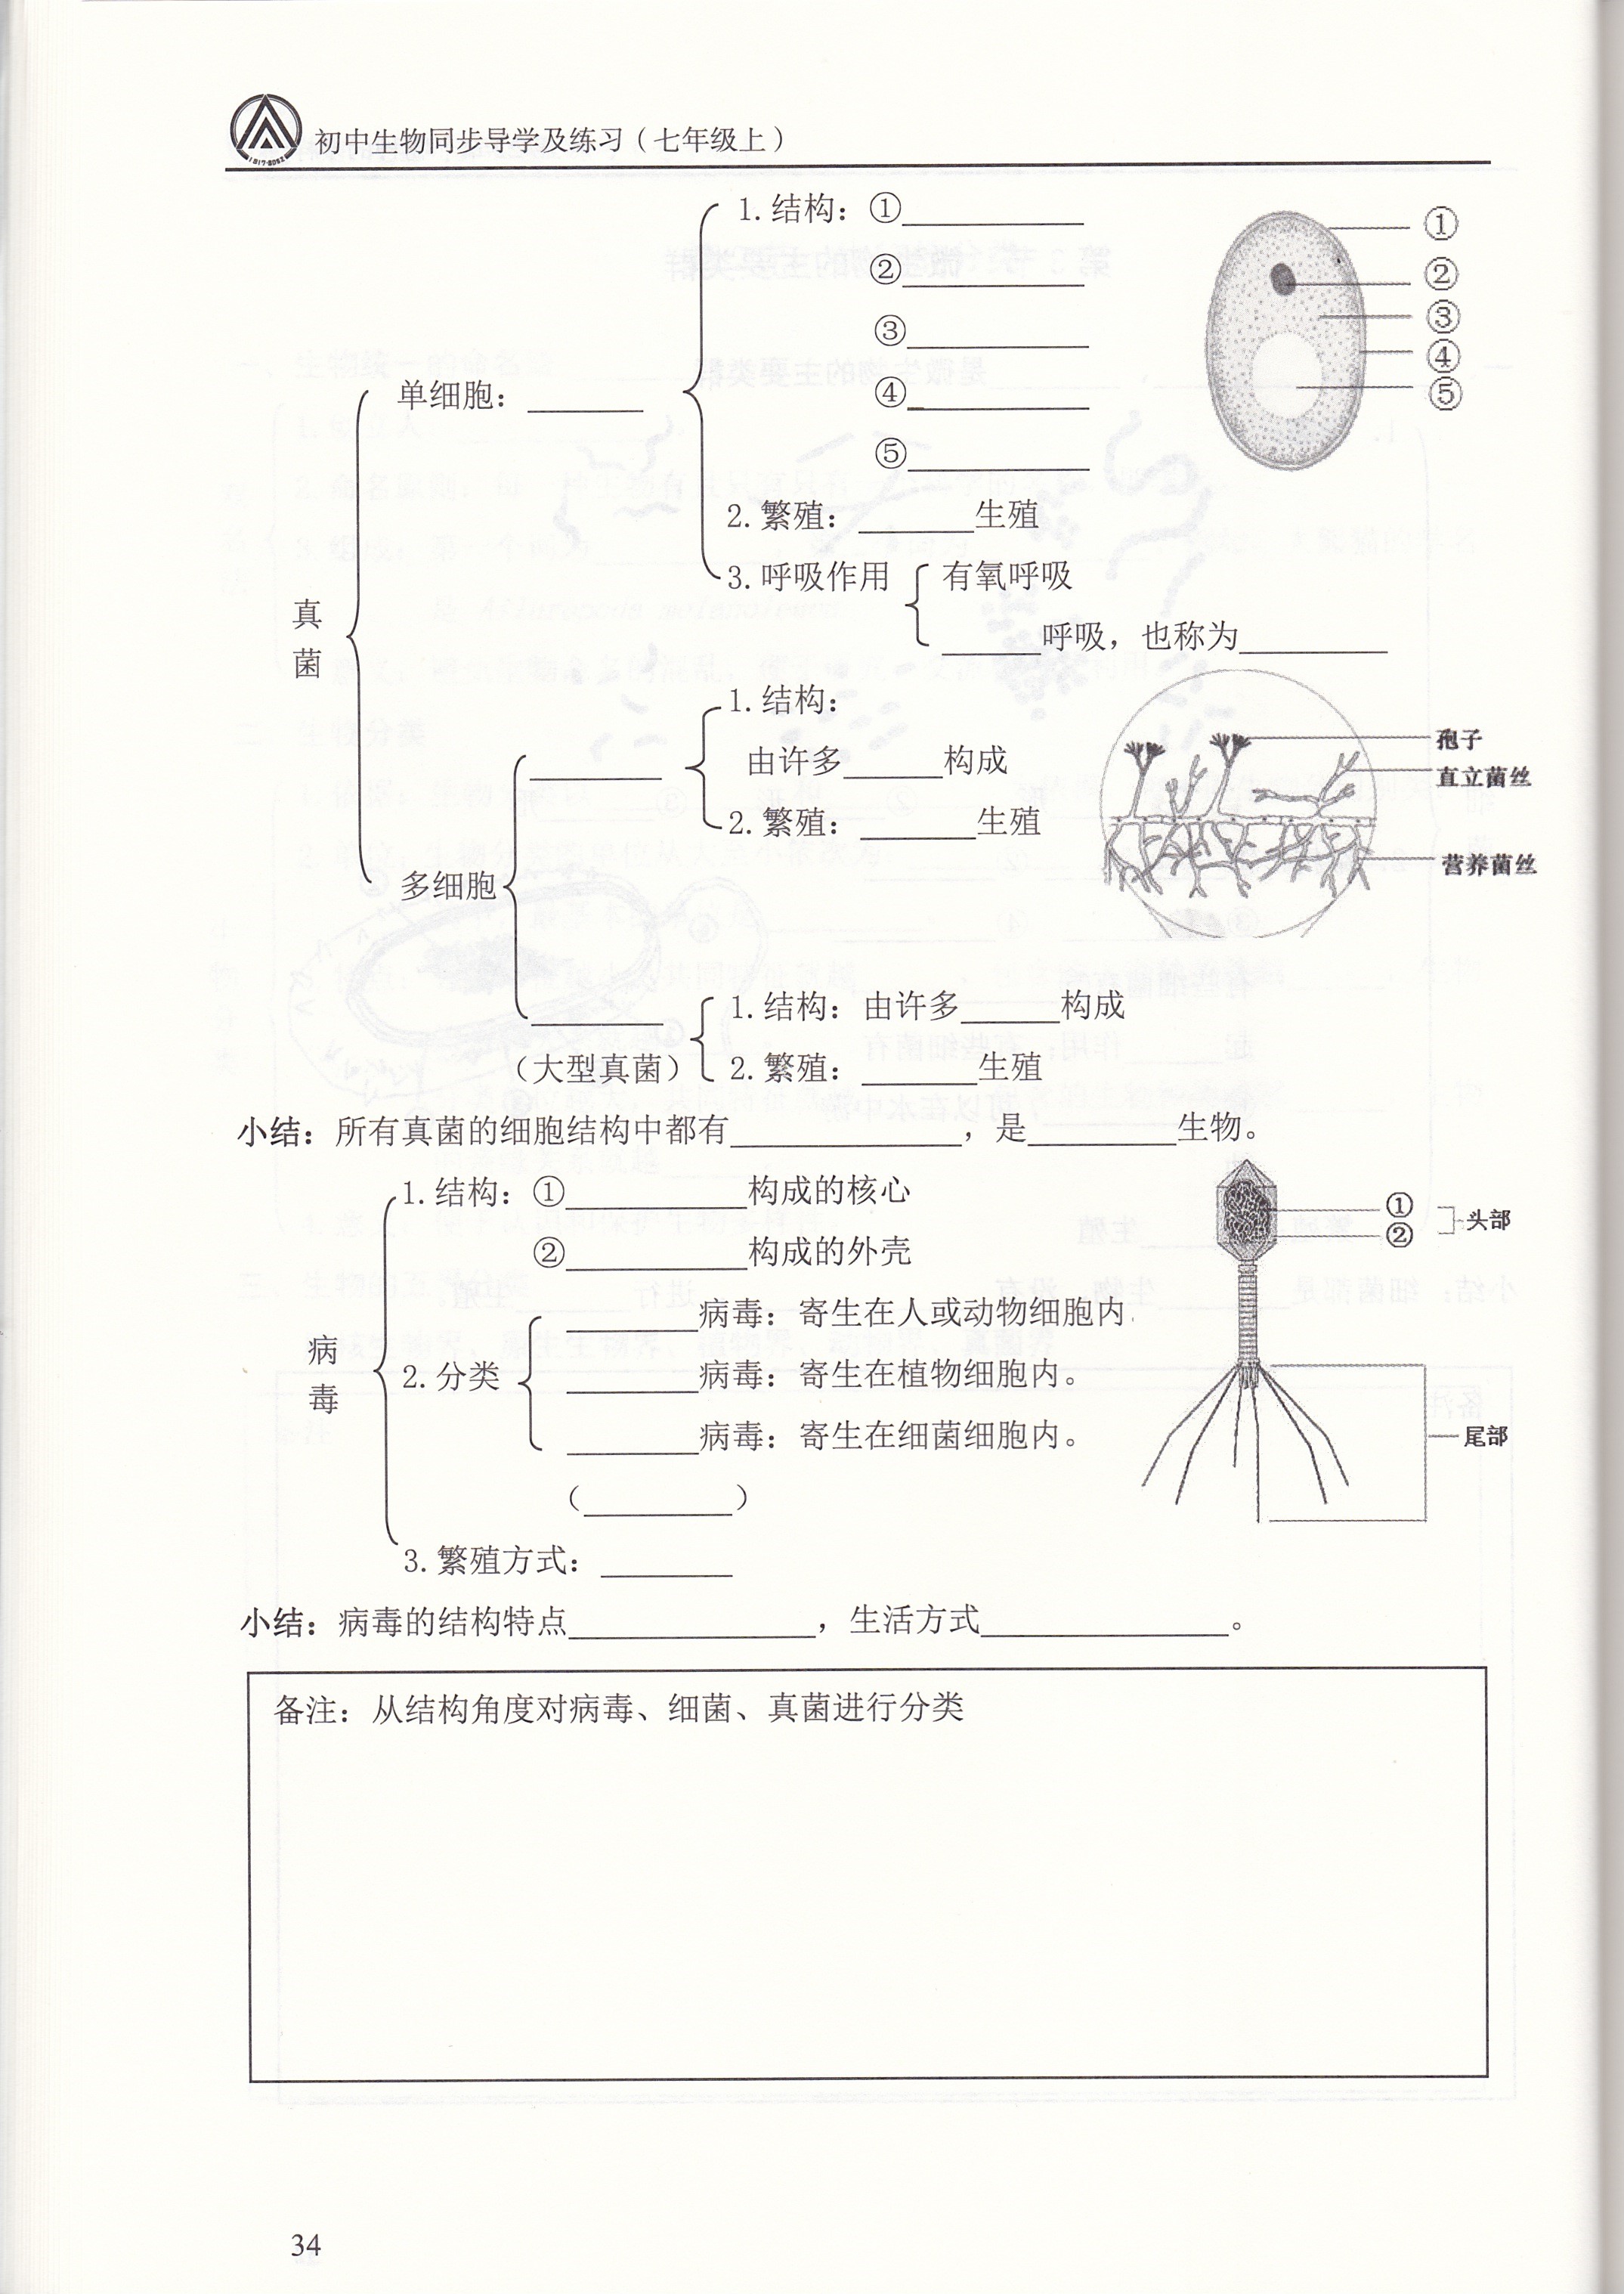 初中生物同步导学及练习（七年级上）
1.结构：①__________
②__________
③__________
④__________
⑤__________
①
②
③
④
⑤
单细胞：______
2.繁殖：______生殖
3.呼吸作用
有氧呼吸
______呼吸，也称为________
真菌
1.结构：
由许多______构成
2.繁殖：______生殖
孢子
直立菌丝
营养菌丝
多细胞
________
1.结构：由许多______构成
________
（大型真菌）
2.繁殖：______生殖
小结：所有真菌的细胞结构中都有____________，是________生物。
1.结构：①__________构成的核心
②__________构成的外壳
①
②
头部
病毒
2.分类
________病毒：寄生在人或动物细胞内
________病毒：寄生在植物细胞内。
________病毒：寄生在细菌细胞内。
（________）
尾部
3.繁殖方式：________
小结：病毒的结构特点____________，生活方式____________。
备注：从结构角度对病毒、细菌、真菌进行分类
34